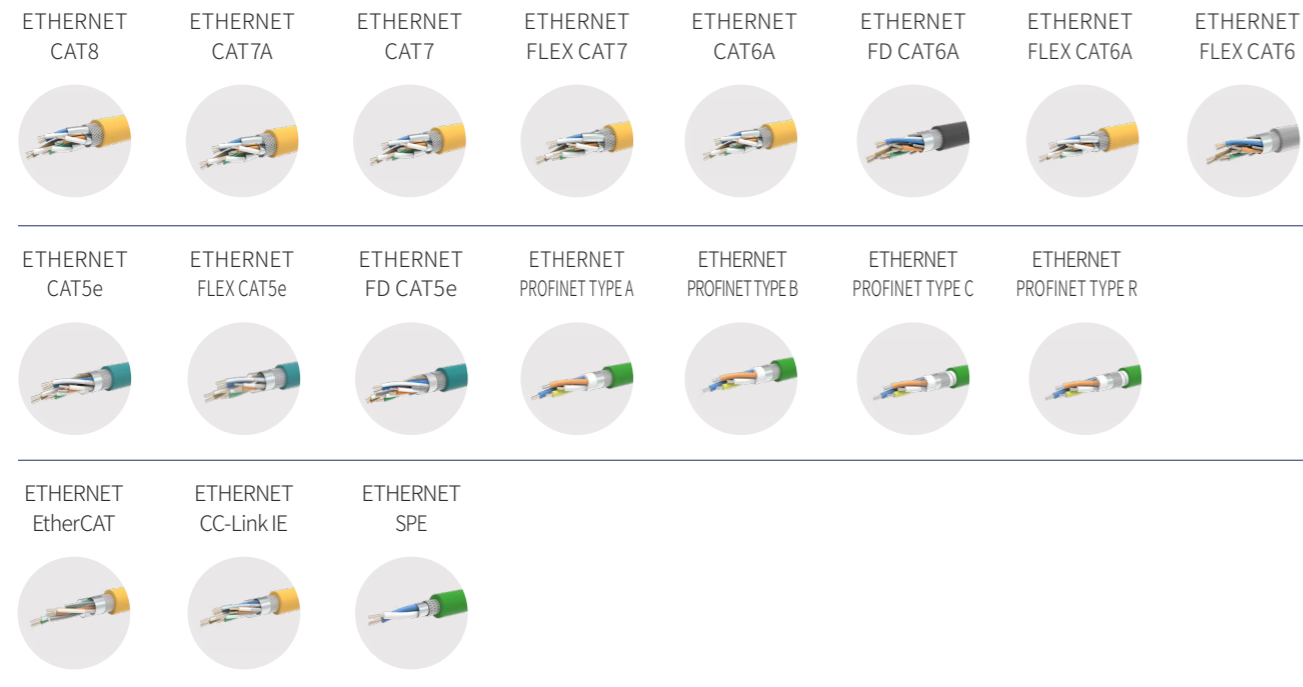 ETHERNET
CAT8
ETHERNET
CAT7A
ETHERNET
CAT7
ETHERNET
FLEX CAT7
ETHERNET
CAT6A
ETHERNET
FD CAT6A
ETHERNET
FLEX CAT6A
ETHERNET
FLEX CAT6
ETHERNET
CAT5e
ETHERNET
FLEX CAT5e
ETHERNET
FD CAT5e
ETHERNET
PROFINET TYPE A
ETHERNET
PROFINET TYPE B
ETHERNET
PROFINET TYPE C
ETHERNET
PROFINET TYPE R
ETHERNET
EtherCAT
ETHERNET
CC-Link IE
ETHERNET
SPE